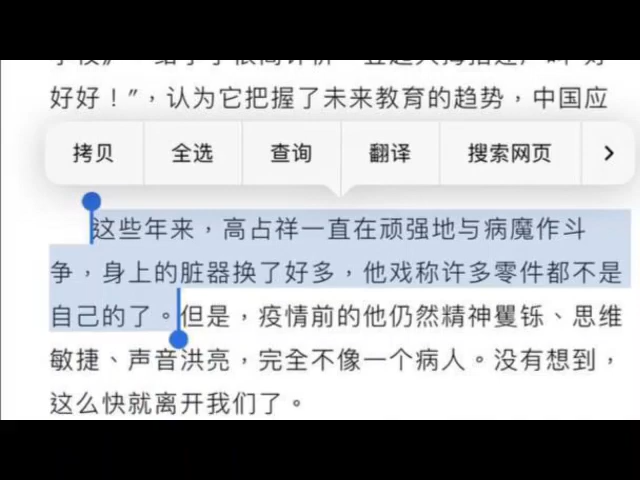 好好！”，认为它把握了未来教育的趋势，中国应
拷贝 全选 查询 翻译 搜索网页
这些年来，高占祥一直在顽强地与病魔作斗
争，身上的脏器换了好多，他戏称许多零件都不是
自己的了。但是，疫情前的他仍然精神矍铄、思维
敏捷、声音洪亮，完全不像一个病人。没有想到，
这么快就离开我们了。